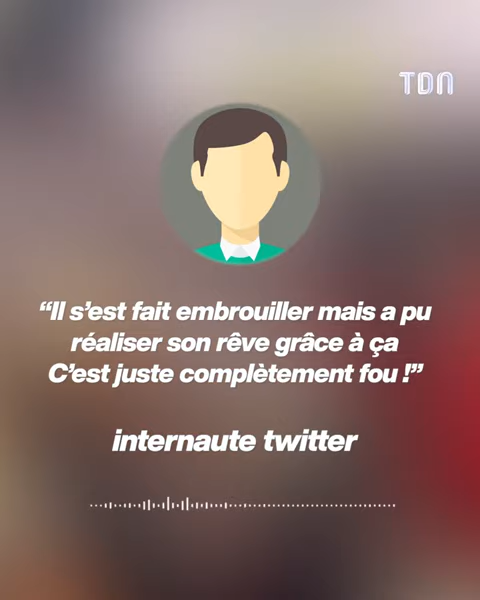 TDN
“Il s’est fait embrouiller mais a pu
réaliser son rêve grâce à ça
C’est juste complètement fou !”
internaute twitter